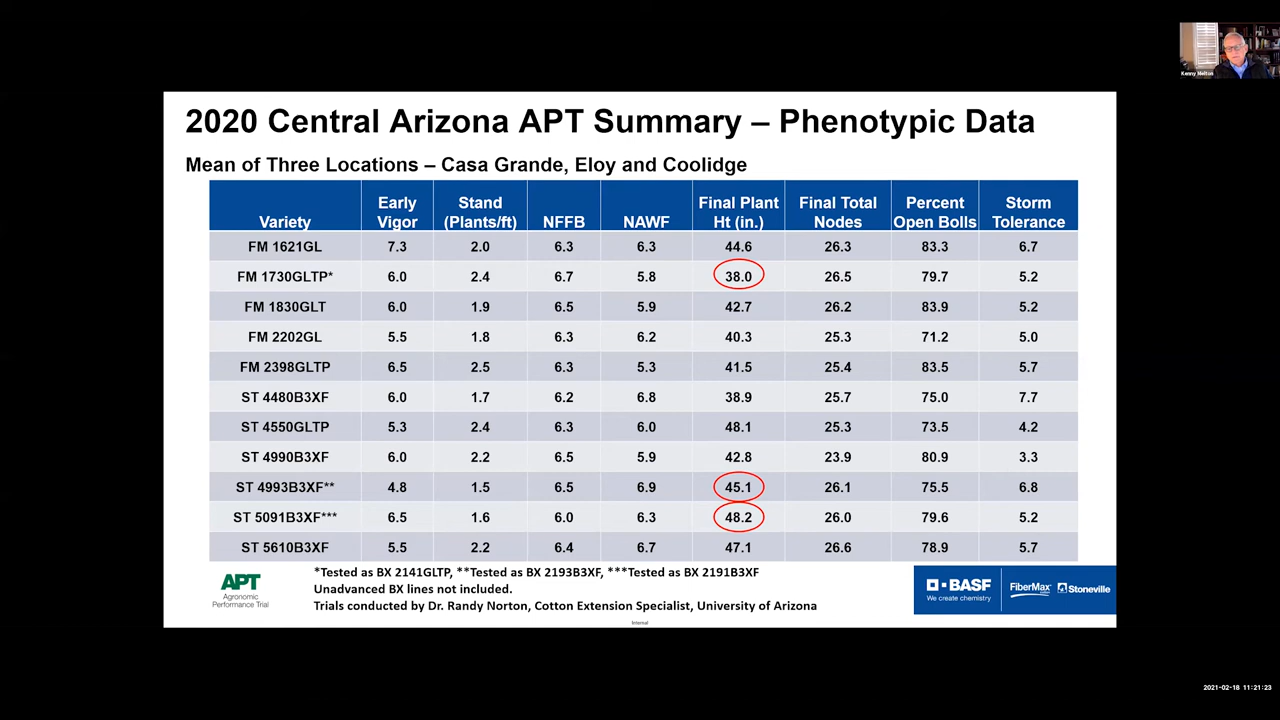 Kenny Melton
2020 Central Arizona APT Summary – Phenotypic Data
Mean of Three Locations – Casa Grande, Eloy and Coolidge
Variety Early Vigor Stand (Plants/ft) NFFB NAWF Final Plant Ht (in.) Final Total Nodes Percent Open Bolls Storm Tolerance
FM 1621GL 7.3 2.0 6.3 6.3 44.6 26.3 83.3 6.7
FM 1730GLTP* 6.0 2.4 6.7 5.8 38.0 26.5 79.7 5.2
FM 1830GLT 6.0 1.9 6.5 5.9 42.7 26.2 83.9 5.2
FM 2202GL 5.5 1.8 6.3 6.2 40.3 25.3 71.2 5.0
FM 2398GLTP 6.5 2.5 6.3 5.3 41.5 25.4 83.5 5.7
ST 4480B3XF 6.0 1.7 6.2 6.8 38.9 25.7 75.0 7.7
ST 4550GLTP 5.3 2.4 6.3 6.0 48.1 25.3 73.5 4.2
ST 4990B3XF 6.0 2.2 6.5 5.9 42.8 23.9 80.9 3.3
ST 4993B3XF** 4.8 1.5 6.5 6.9 45.1 26.1 75.5 6.8
ST 5091B3XF*** 6.5 1.6 6.0 6.3 48.2 26.0 79.6 5.2
ST 5610B3XF 5.5 2.2 6.4 6.7 47.1 26.6 78.9 5.7
*Tested as BX 2141GLTP, **Tested as BX 2193B3XF, ***Tested as BX 2191B3XF
Unadvanced BX lines not included.
Trials conducted by Dr. Randy Norton, Cotton Extension Specialist, University of Arizona
APT
Agronomic
Performance Trial
BASF
We create chemistry
FiberMax
Stoneville
Internal
2021-02-18 11:21:23